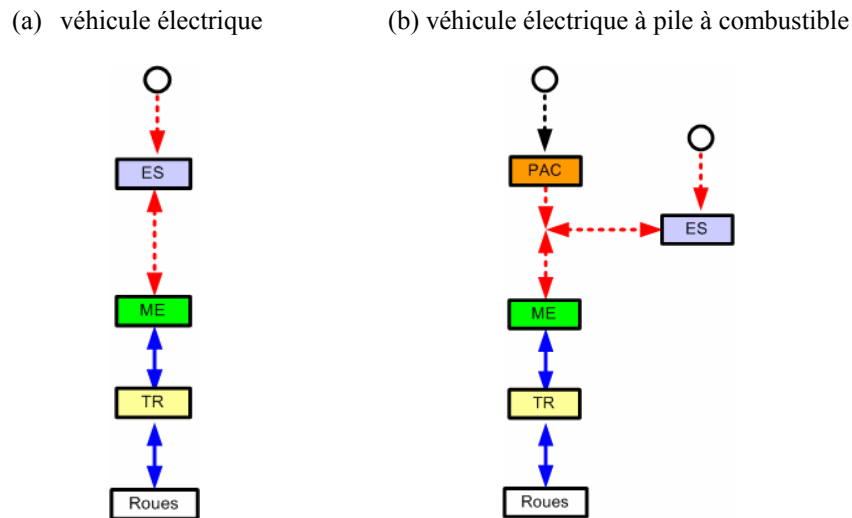 (a) véhicule électrique
(b) véhicule électrique à pile à combustible
ES
ME
TR
Roues
PAC
ES
ME
TR
Roues